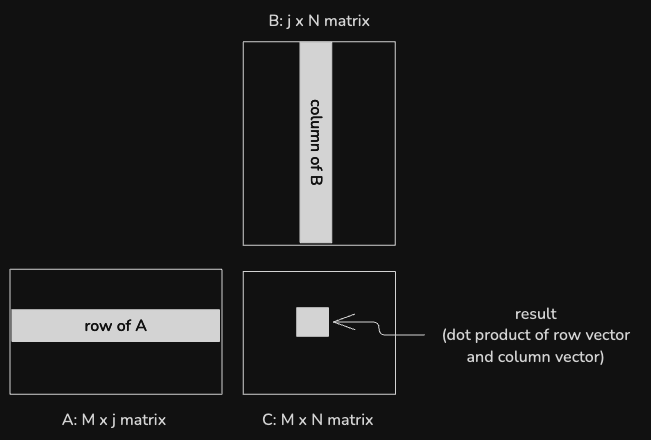 B: j x N matrix
column of B
row of A
result
(dot product of row vector
and column vector)
A: M x j matrix
C: M x N matrix